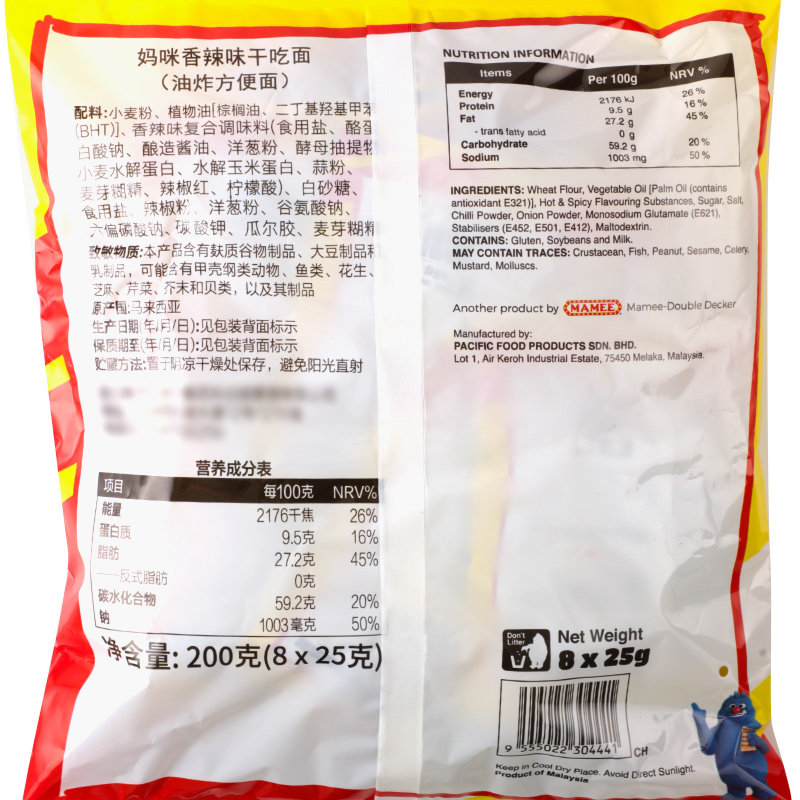 妈咪香辣味干吃面
（油炸方便面）
配料:小麦粉、植物油[棕榈油、二丁基羟基甲苯
(BHT)]、香辣味复合调味料(食用盐、酪蛋
白酸钠、酿造酱油、洋葱粉、酵母抽提物
小麦水解蛋白、水解玉米蛋白、蒜粉、
麦芽糊精、辣椒红、柠檬酸)、白砂糖、
食用盐、辣椒粉、洋葱粉、谷氨酸钠、
六偏磷酸钠、碳酸钾、瓜尔胶、麦芽糊精
致敏物质:本产品含有麸质谷物制品、大豆制品和
乳制品，可能含有甲壳纲类动物、鱼类、花生、
芝麻、芹菜、芥末和贝类，以及其制品
原产国:马来西亚
生产日期(年/月/日):见包装背面标示
保质期至(年/月/日):见包装背面标示
贮藏方法:置于阴凉干燥处保存，避免阳光直射
营养成分表
项目 每100克 NRV%
能量 2176千焦 26%
蛋白质 9.5克 16%
脂肪 27.2克 45%
——反式脂肪 0克
碳水化合物 59.2克 20%
钠 1003毫克 50%
净含量: 200克(8 x 25克)
NUTRITION INFORMATION
Items Per 100g NRV %
Energy 2176 kJ 26 %
Protein 9.5 g 16 %
Fat 27.2 g 45 %
- trans fatty acid 0 g
Carbohydrate 59.2 g 20 %
Sodium 1003 mg 50 %
INGREDIENTS: Wheat Flour, Vegetable Oil [Palm Oil (contains
antioxidant E321)], Hot & Spicy Flavouring Substances, Sugar, Salt,
Chilli Powder, Onion Powder, Monosodium Glutamate (E621),
Stabilisers (E452, E501, E412), Maltodextrin.
CONTAINS: Gluten, Soybeans and Milk.
MAY CONTAIN TRACES: Crustacean, Fish, Peanut, Sesame, Celery,
Mustard, Molluscs.
Another product by MAMEE Mamee-Double Decker
Manufactured by:
PACIFIC FOOD PRODUCTS SDN. BHD.
Lot 1, Air Keroh Industrial Estate, 75450 Melaka, Malaysia.
Don't
Litter
Net Weight
8 x 25g
9 555022 304441 CH
Keep in Cool Dry Place. Avoid Direct Sunlight.
Product of Malaysia